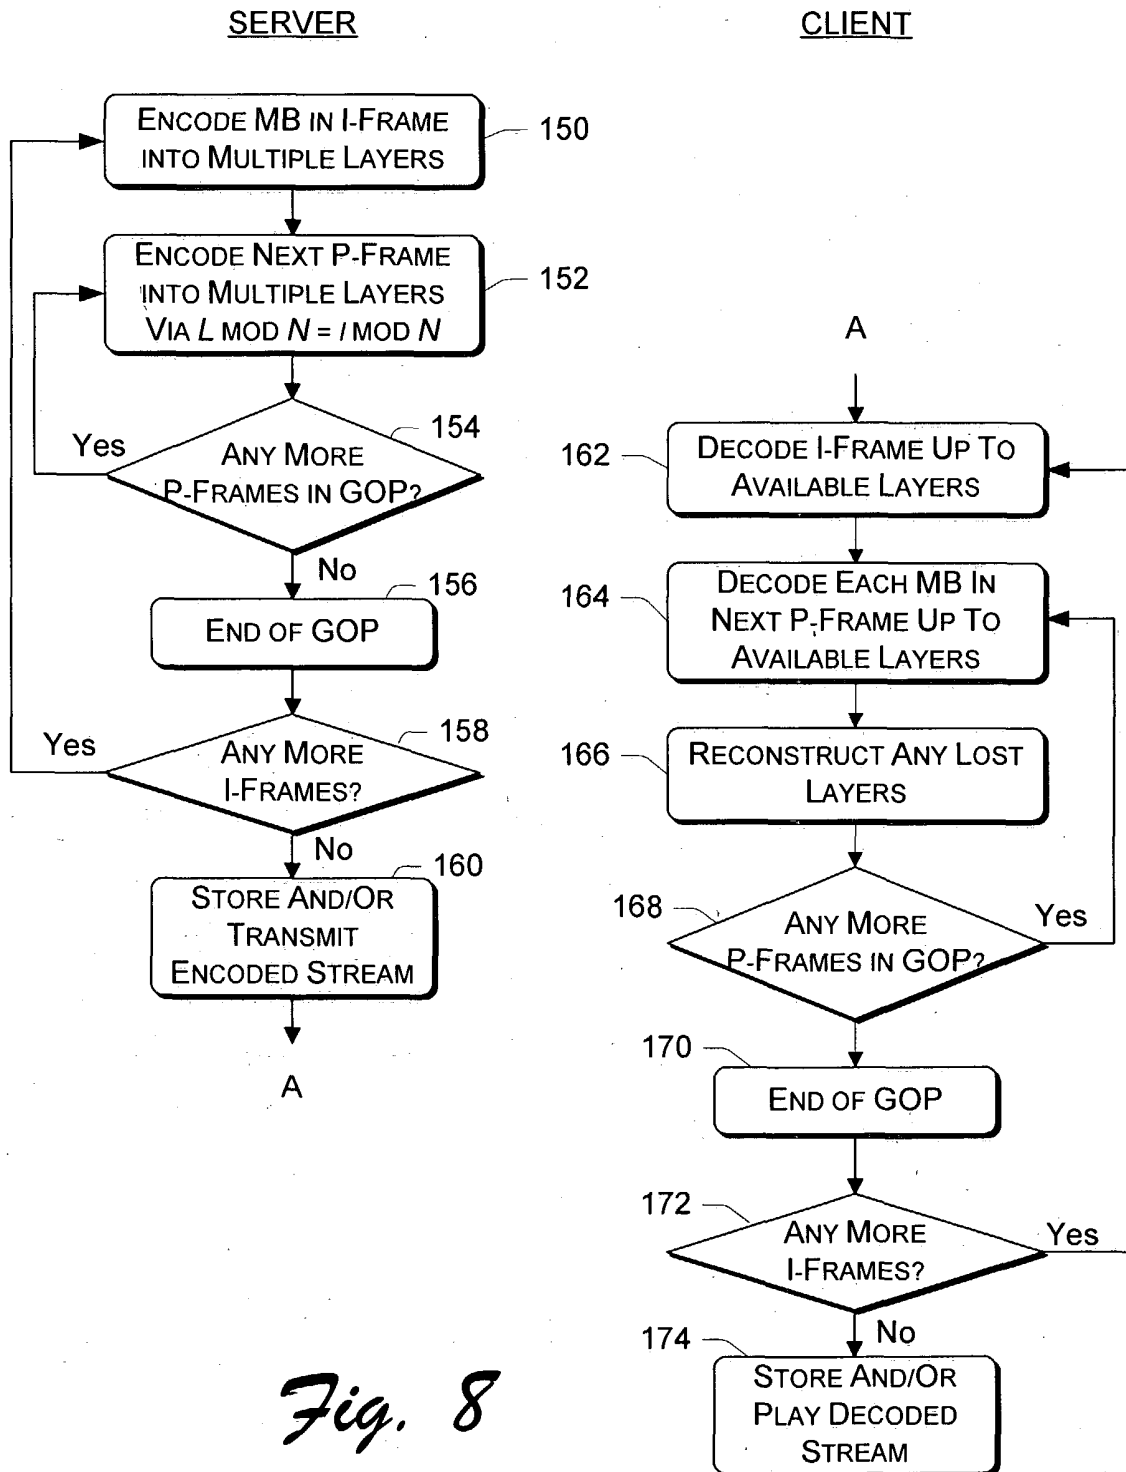 SERVER
ENCODE MB IN I-FRAME
INTO MULTIPLE LAYERS
150
ENCODE NEXT P-FRAME
INTO MULTIPLE LAYERS
VIA L MOD N = I MOD N
152
ANY MORE
P-FRAMES IN GOP?
154
Yes
No
END OF GOP
156
ANY MORE
I-FRAMES?
158
Yes
No
STORE AND/OR
TRANSMIT
ENCODED STREAM
160
A
CLIENT
A
162
DECODE I-FRAME UP TO
AVAILABLE LAYERS
164
DECODE EACH MB IN
NEXT P-FRAME UP TO
AVAILABLE LAYERS
166
RECONSTRUCT ANY LOST
LAYERS
168
ANY MORE
P-FRAMES IN GOP?
Yes
170
END OF GOP
172
ANY MORE
I-FRAMES?
Yes
No
174
STORE AND/OR
PLAY DECODED
STREAM
Fig. 8